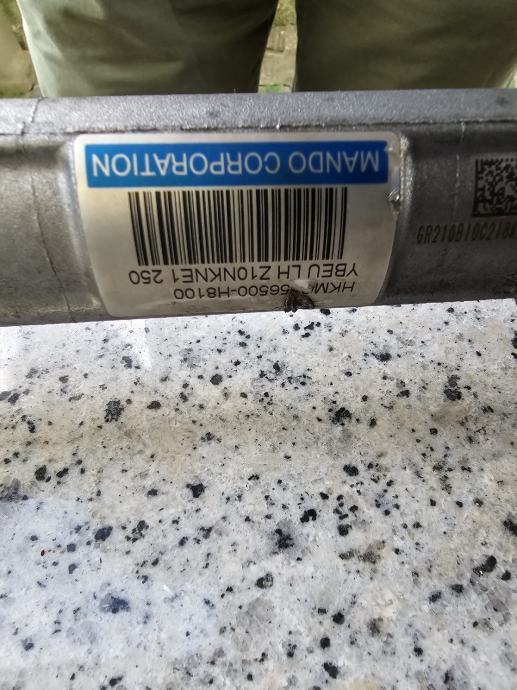 HKM 56500-H8100
YBEU LH Z10NKNE1 250
MANDO CORPORATION